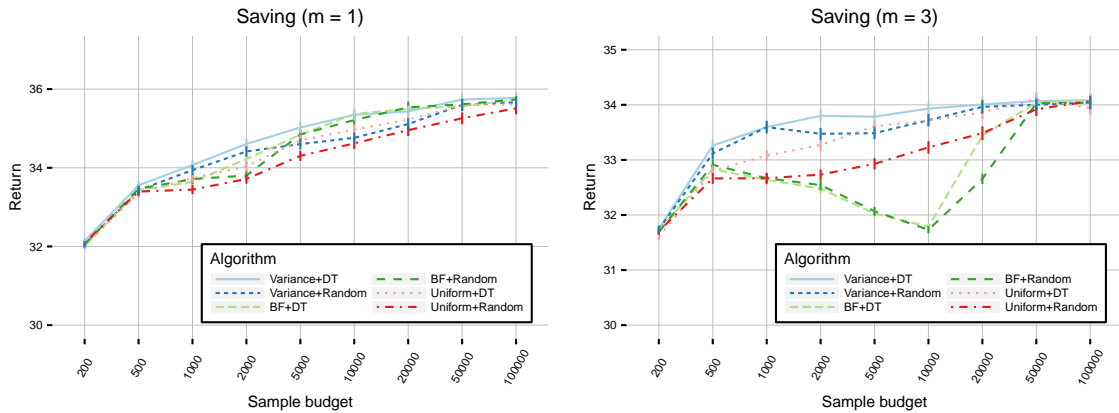 Saving (m = 1)
Return
36
34
32
30
Algorithm
Variance+DT
Variance+Random
BF+DT
BF+Random
Uniform+DT
Uniform+Random
200
500
1000
2000
5000
10000
20000
50000
100000
Sample budget
Saving (m = 3)
Return
35
34
33
32
31
30
Algorithm
Variance+DT
Variance+Random
BF+DT
BF+Random
Uniform+DT
Uniform+Random
200
500
1000
2000
5000
10000
20000
50000
100000
Sample budget